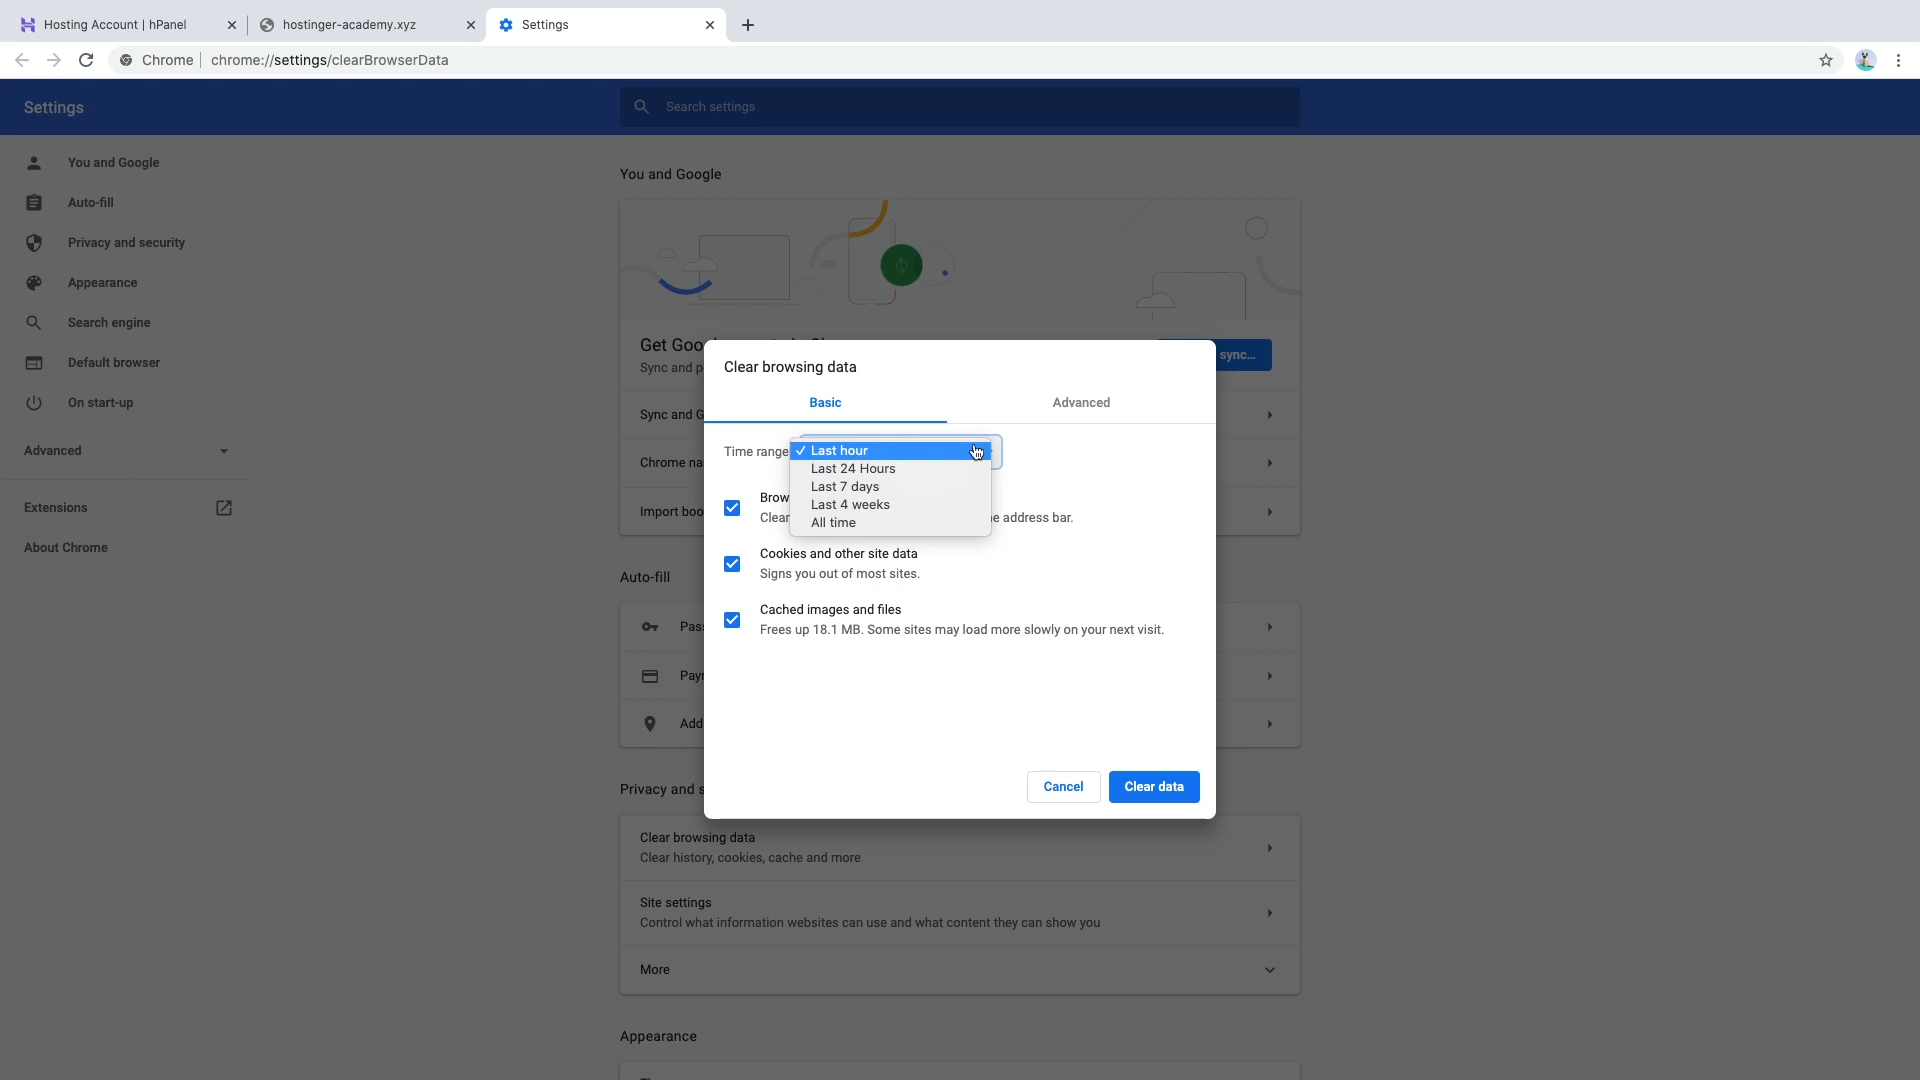 Hosting Account | hPanel
hostinger-academy.xyz
Settings
Chrome
chrome://settings/clearBrowserData
Settings
Search settings
You and Google
Auto-fill
Privacy and security
Appearance
Search engine
Default browser
On start-up
Advanced
Extensions
About Chrome
You and Google
Get Goo
sync...
Sync and p
Sync and G
Chrome na
Import boo
Clear browsing data
Basic
Advanced
Time range
Last hour
Last 24 Hours
Last 7 days
Last 4 weeks
All time
Brow
Clear
e address bar.
Cookies and other site data
Signs you out of most sites.
Cached images and files
Frees up 18.1 MB. Some sites may load more slowly on your next visit.
Cancel
Clear data
Auto-fill
Pass
Payr
Add
Privacy and s
Clear browsing data
Clear history, cookies, cache and more
Site settings
Control what information websites can use and what content they can show you
More
Appearance